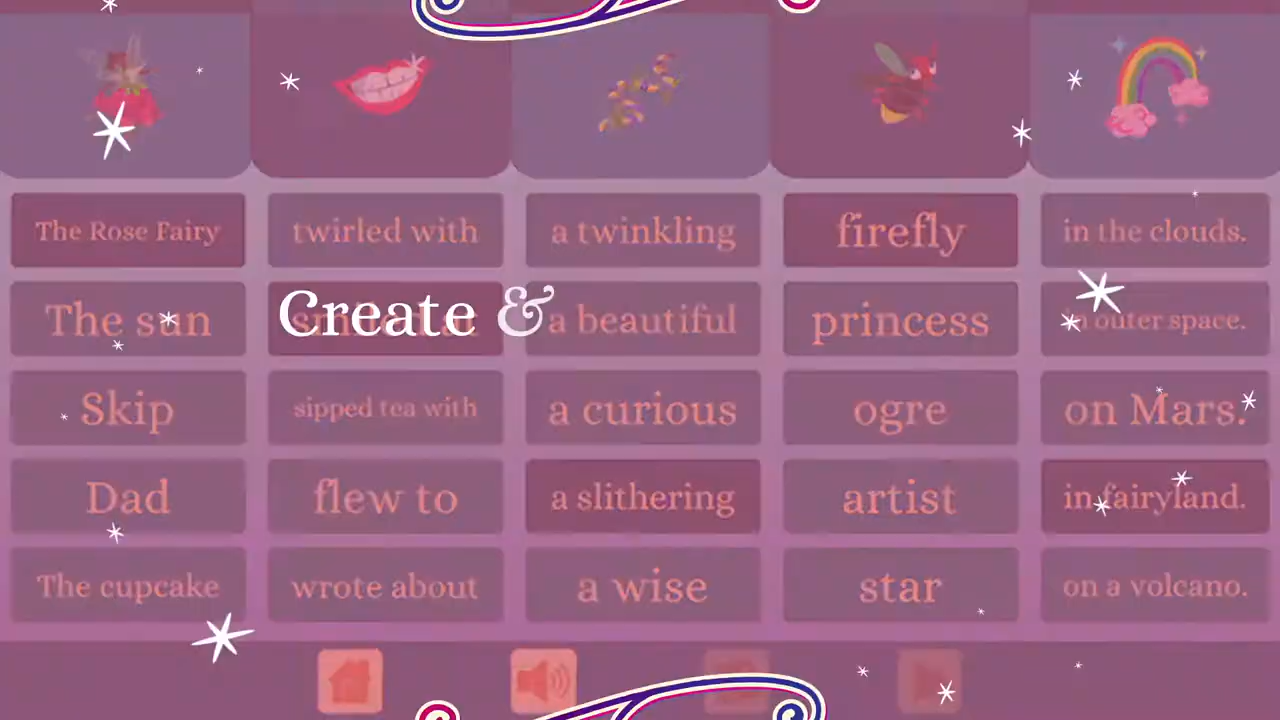 The Rose Fairy twirled with a twinkling firefly in the clouds.
The sun a beautiful princess outer space.
Create &
Skip sipped tea with a curious ogre on Mars.
Dad flew to a slithering artist in fairyland.
The cupcake wrote about a wise star on a volcano.